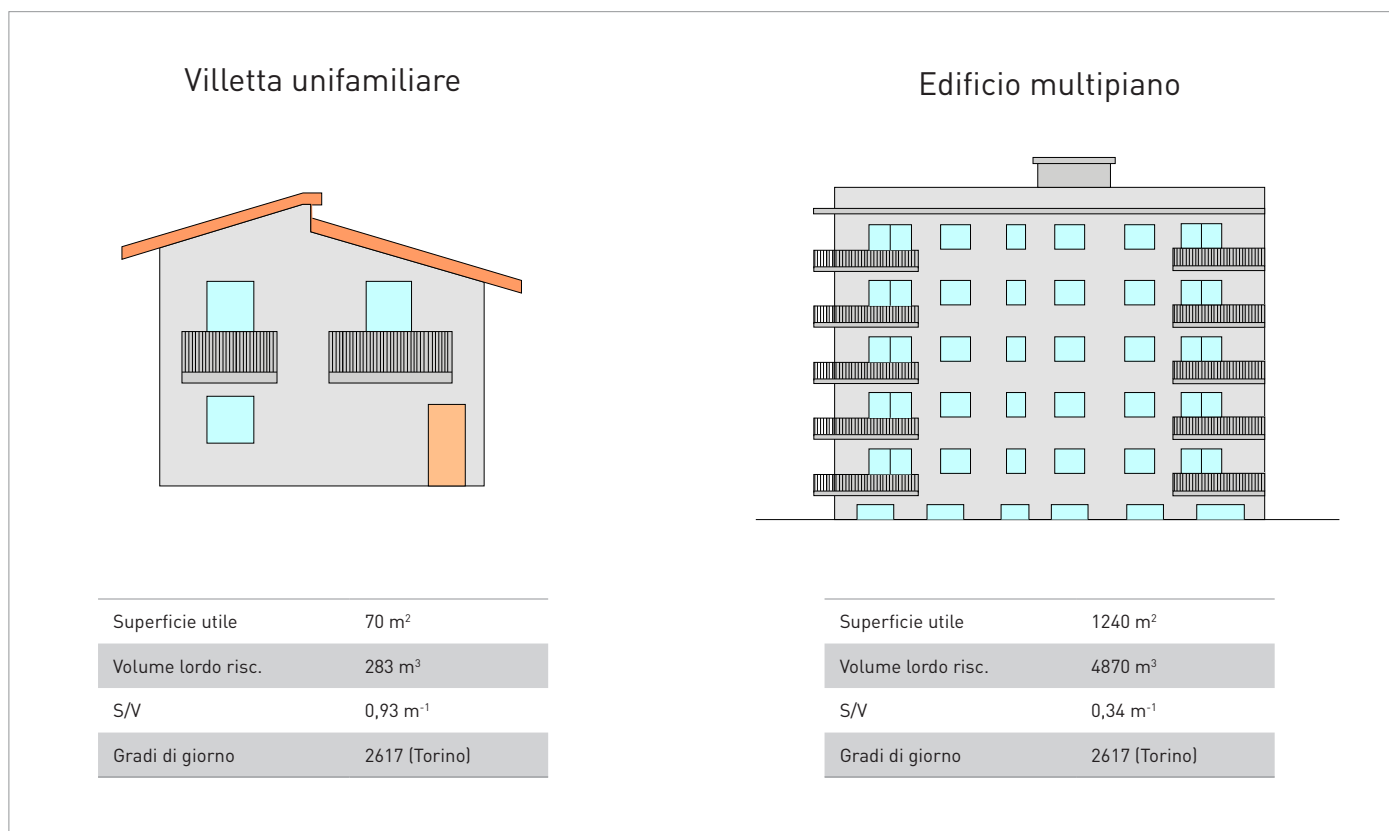 Villetta unifamiliare
Superficie utile 70 m²
Volume lordo risc. 283 m³
S/V 0,93 m⁻¹
Gradi di giorno 2617 (Torino)
Edificio multipiano
Superficie utile 1240 m²
Volume lordo risc. 4870 m³
S/V 0,34 m⁻¹
Gradi di giorno 2617 (Torino)